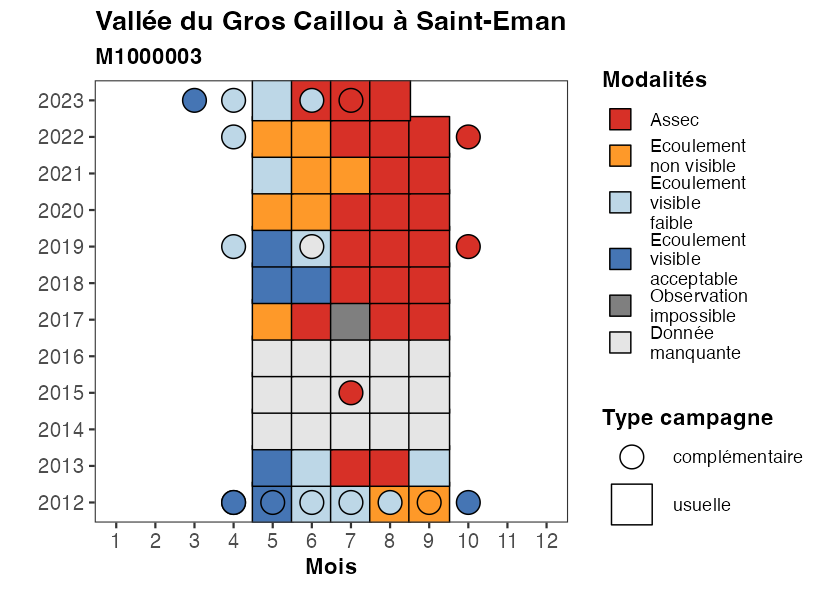 Vallée du Gros Caillou à Saint-Eman
M1000003
2023
2022
2021
2020
2019
2018
2017
2016
2015
2014
2013
2012
1 2 3 4 5 6 7 8 9 10 11 12
Mois
Modalités
Assec
Ecoulement
non visible
Ecoulement
visible
faible
Ecoulement
visible
acceptable
Observation
impossible
Donnée
manquante
Type campagne
complémentaire
usuelle